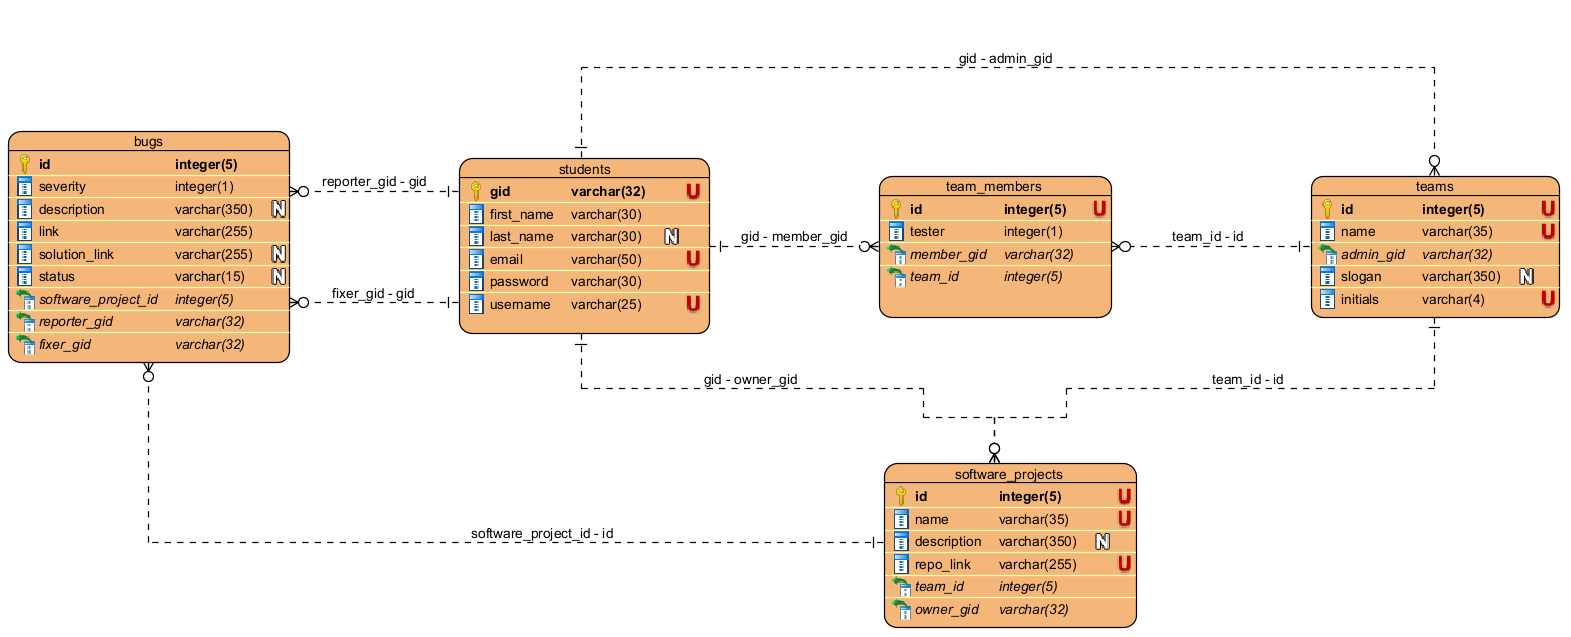 gid - admin_gid
bugs
id integer(5)
severity integer(1)
description varchar(350) N
link varchar(255)
solution_link varchar(255) N
status varchar(15) N
software_project_id integer(5)
reporter_gid varchar(32)
fixer_gid varchar(32)
reporter_gid - gid
fixer_gid - gid
students
gid varchar(32) U
first_name varchar(30)
last_name varchar(30) N
email varchar(50) U
password varchar(30)
username varchar(25) U
gid - member_gid
team_members
id integer(5) U
tester integer(1)
member_gid varchar(32)
team_id integer(5)
team_id - id
teams
id integer(5) U
name varchar(35) U
admin_gid varchar(32)
slogan varchar(350) N
initials varchar(4) U
gid - owner_gid
team_id - id
software_projects
id integer(5) U
name varchar(35) U
description varchar(350) N
repo_link varchar(255) U
team_id integer(5)
owner_gid varchar(32)
software_project_id - id